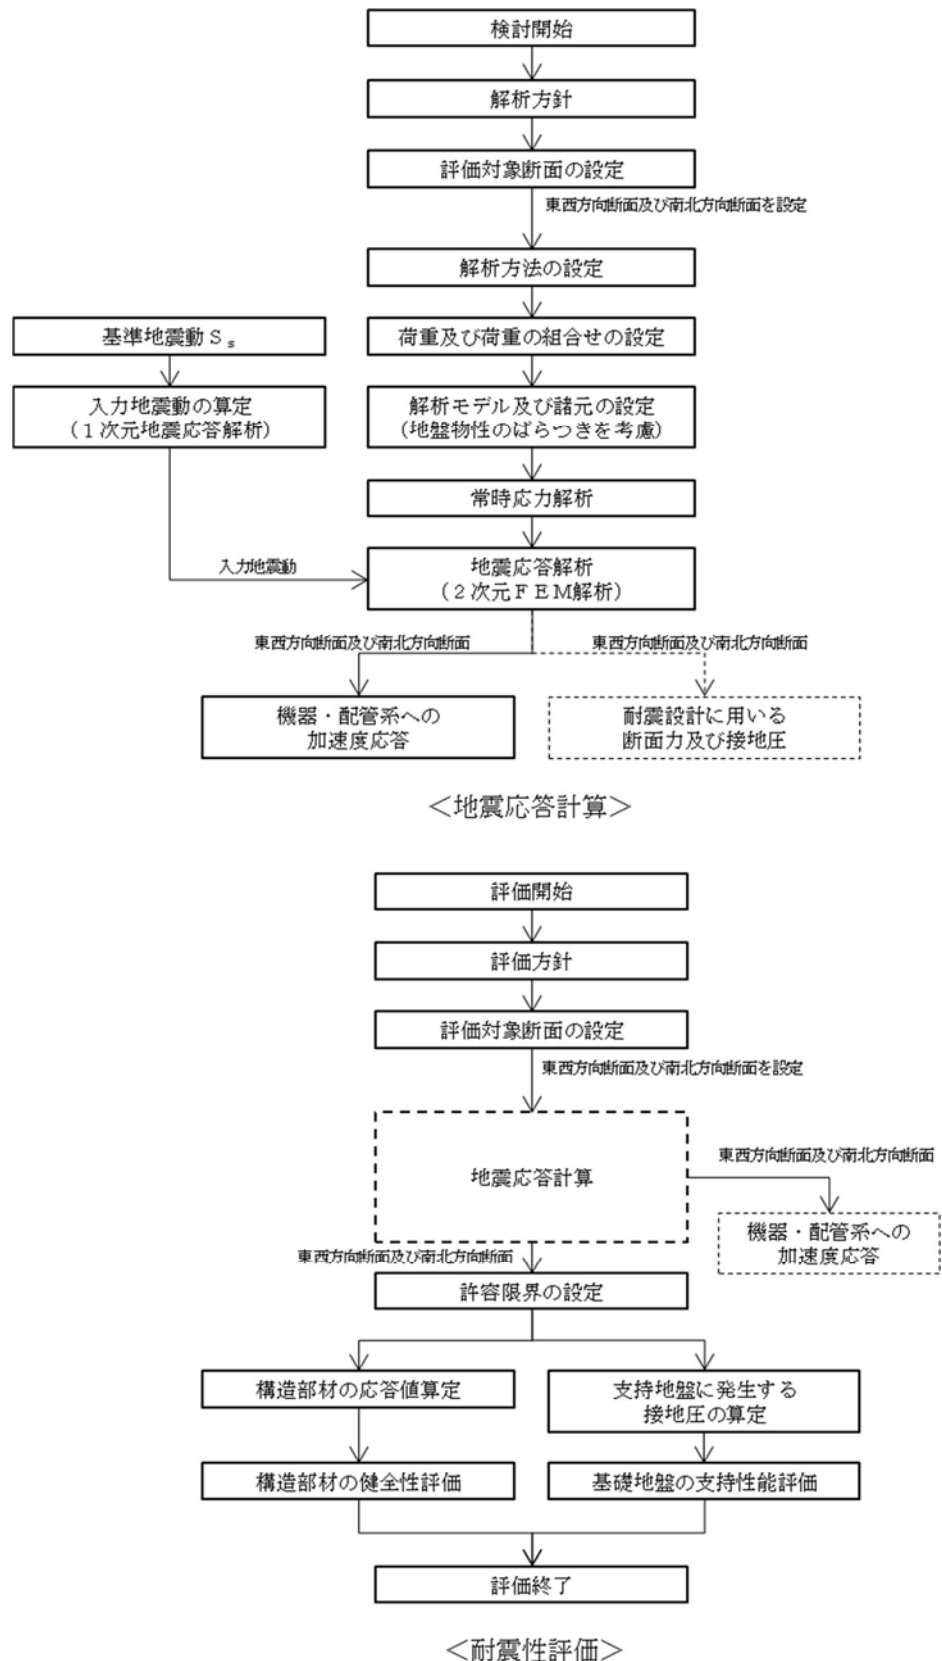 検討開始
解析方針
評価対象断面の設定
東西方向断面及び南北方向断面を設定
解析方法の設定
基準地震動Ｓｓ
荷重及び荷重の組合せの設定
入力地震動の算定
（１次元地震応答解析）
解析モデル及び諸元の設定
（地盤物性のばらつきを考慮）
常時応力解析
入力地震動
地震応答解析
（２次元ＦＥＭ解析）
東西方向断面及び南北方向断面
東西方向断面及び南北方向断面
機器・配管系への
加速度応答
耐震設計に用いる
断面力及び接地圧
＜地震応答計算＞
評価開始
評価方針
評価対象断面の設定
東西方向断面及び南北方向断面を設定
地震応答計算
東西方向断面及び南北方向断面
機器・配管系への
加速度応答
東西方向断面及び南北方向断面
許容限界の設定
構造部材の応答値算定
支持地盤に発生する
接地圧の算定
構造部材の健全性評価
基礎地盤の支持性能評価
評価終了
＜耐震性評価＞